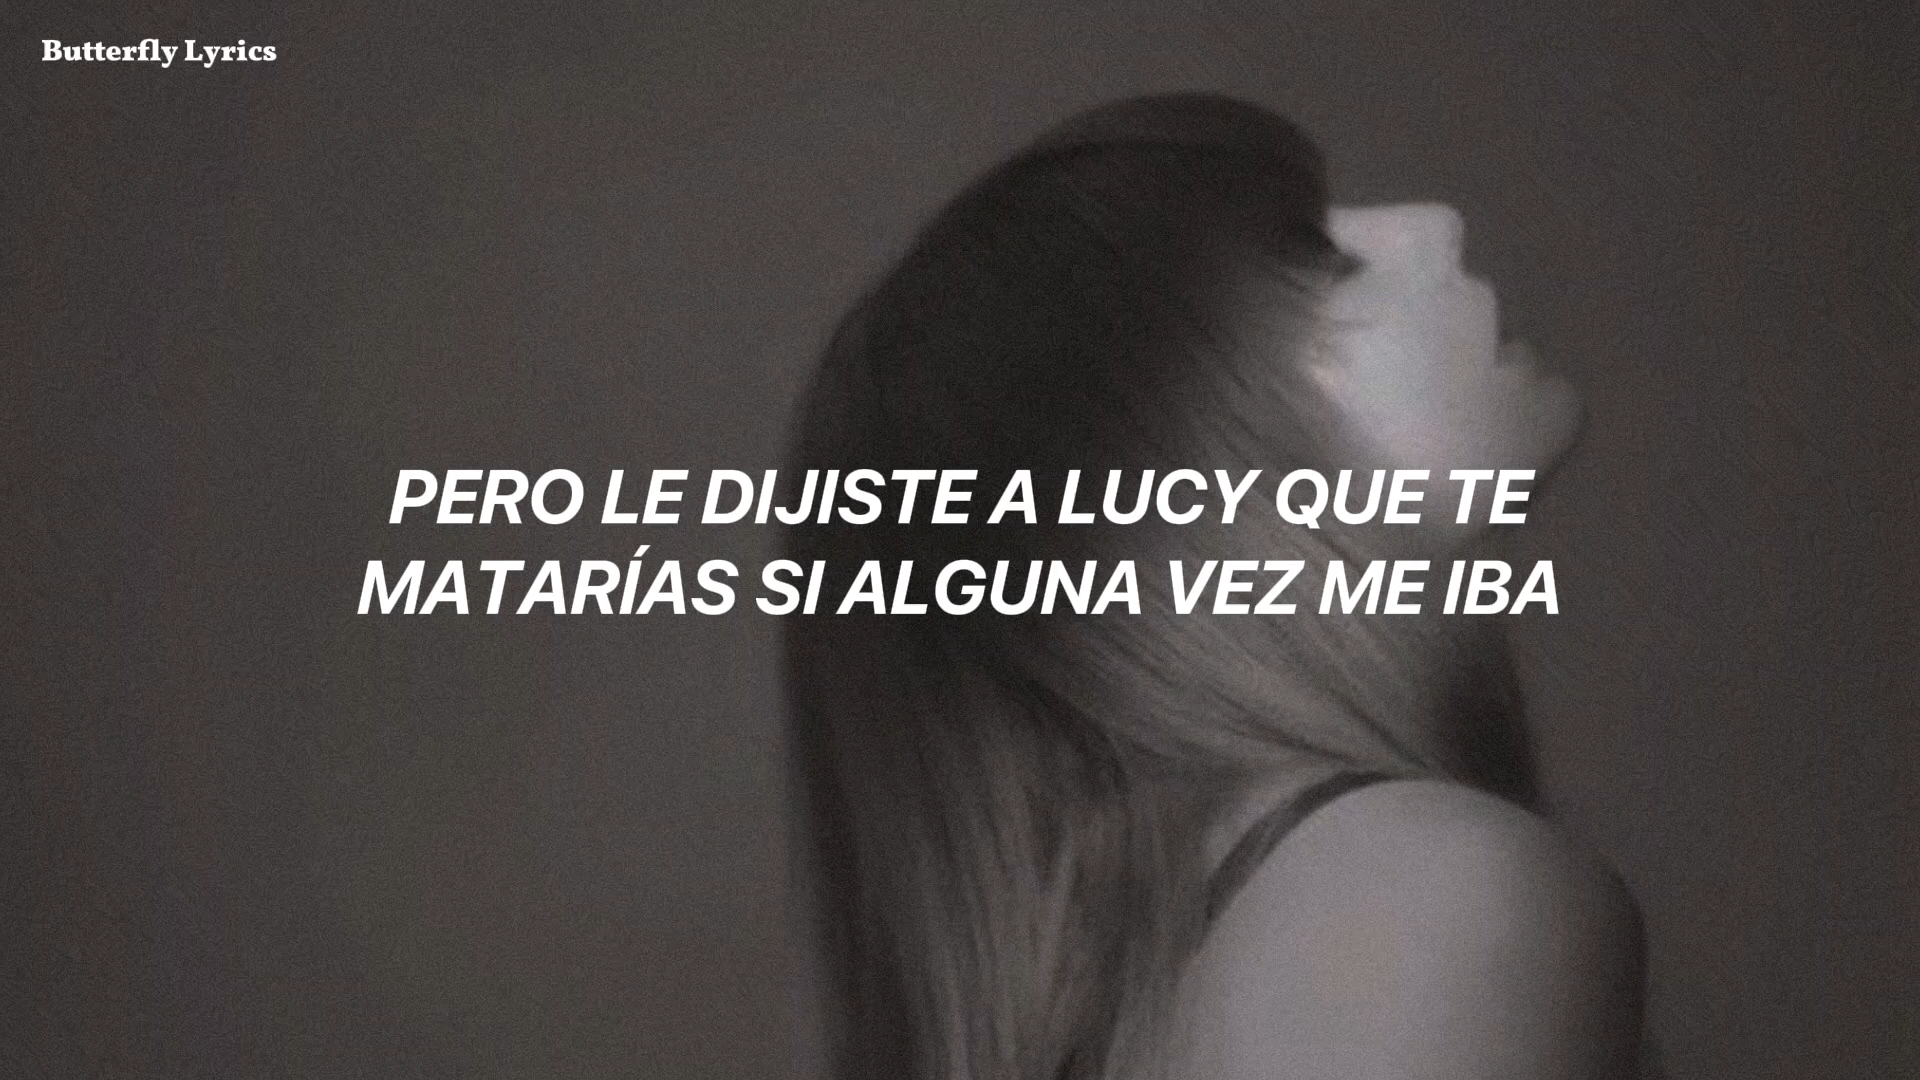 Butterfly Lyrics
PERO LE DIJISTE A LUCY QUE TE
MATARÍAS SI ALGUNA VEZ ME IBA